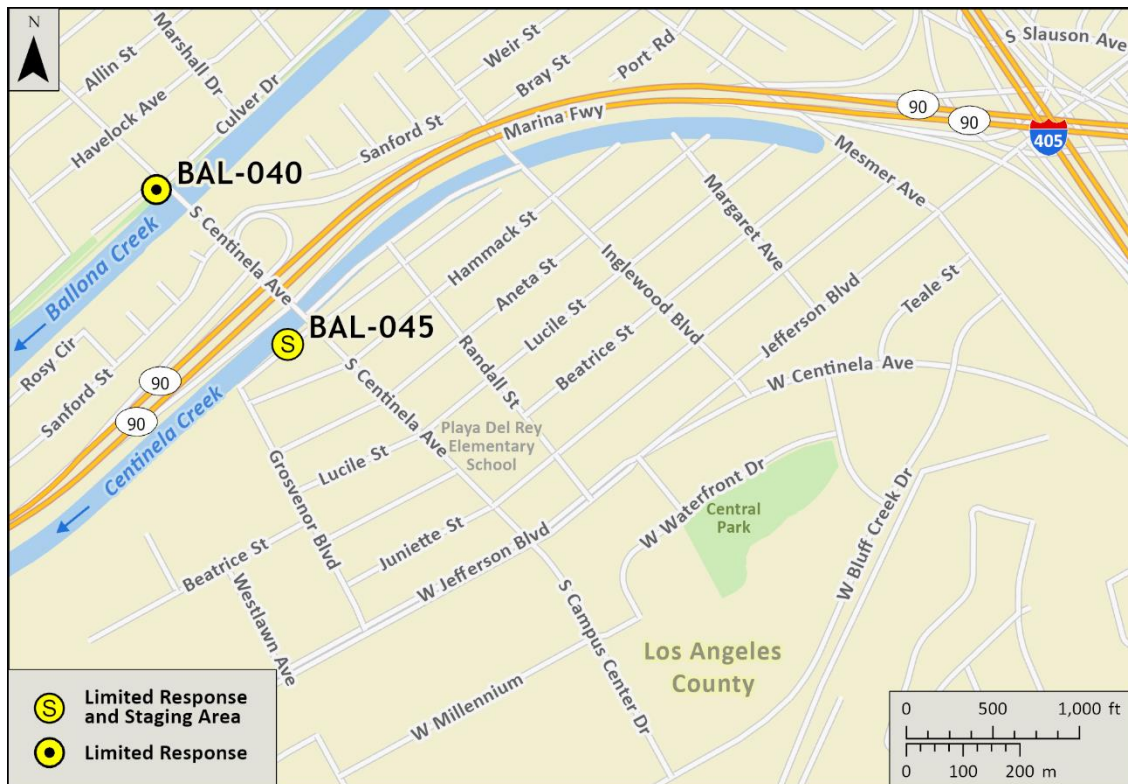 N
S Slauson Ave
Weir St
Port Rd
Marshall Dr
Allin St
Bray St
Culver Dr
Havelock Ave
Sanford St
Marina Fwy
90
90
405
Mesmer Ave
BAL-040
S Centinela Ave
Ballona Creek
Margaret Ave
Hammack St
Inglewood Blvd
Aneta St
Teale St
Jefferson Blvd
BAL-045
S
Lucile St
Rosy Cir
Randall St
Beatrice St
S Centinela Ave
W Centinela Ave
Sanford St
90
90
Centinela Creek
Playa Del Rey
Elementary
School
Lucile St
Grosvenor Blvd
W Waterfront Dr
Central
Park
W Bluff Creek Dr
Juniette St
W Jefferson Blvd
Beatrice St
Westlawn Ave
S Campus Center Dr
Los Angeles
County
W Millennium
S
Limited Response
and Staging Area
Limited Response
0 500 1,000 ft
0 100 200 m